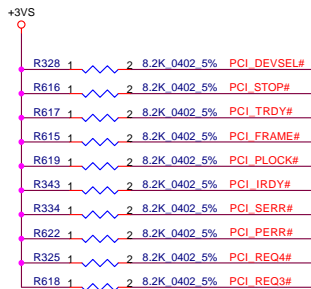 +3VS
R328 1 2 8.2K_0402_5% PCI_DEVSEL#
R616 1 2 8.2K_0402_5% PCI_STOP#
R617 1 2 8.2K_0402_5% PCI_TRDY#
R615 1 2 8.2K_0402_5% PCI_FRAME#
R619 1 2 8.2K_0402_5% PCI_PLOCK#
R343 1 2 8.2K_0402_5% PCI_IRDY#
R334 1 2 8.2K_0402_5% PCI_SERR#
R622 1 2 8.2K_0402_5% PCI_PERR#
R325 1 2 8.2K_0402_5% PCI_REQ4#
R618 1 2 8.2K_0402_5% PCI_REQ3#